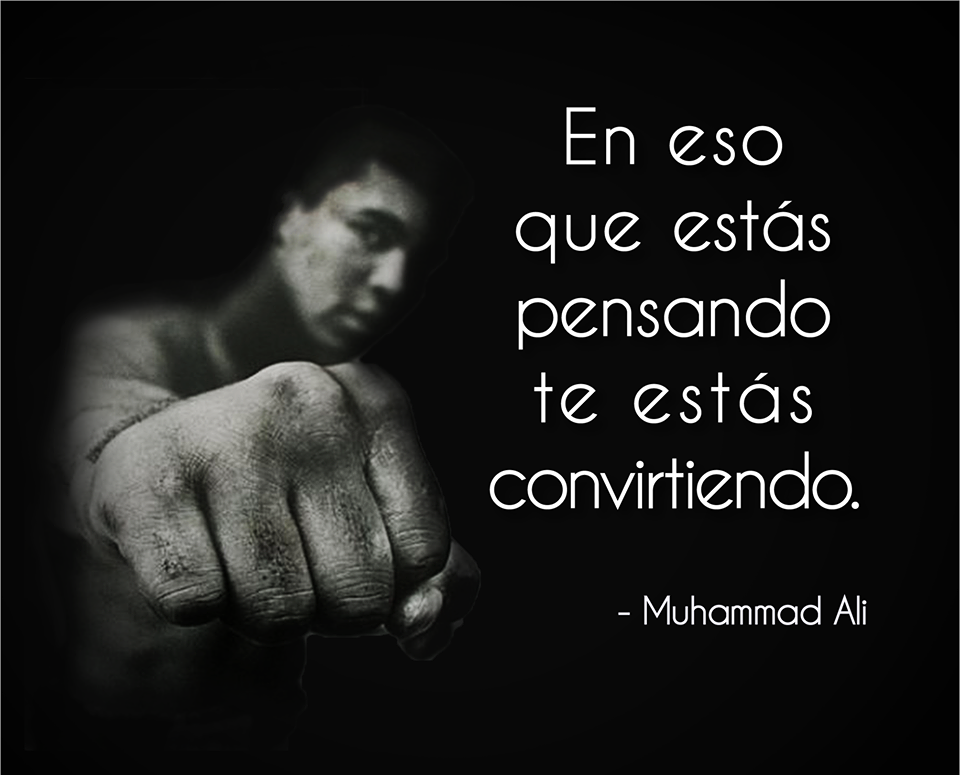 En eso
que estás
pensando
te estás
convirtiendo.
- Muhammad Ali